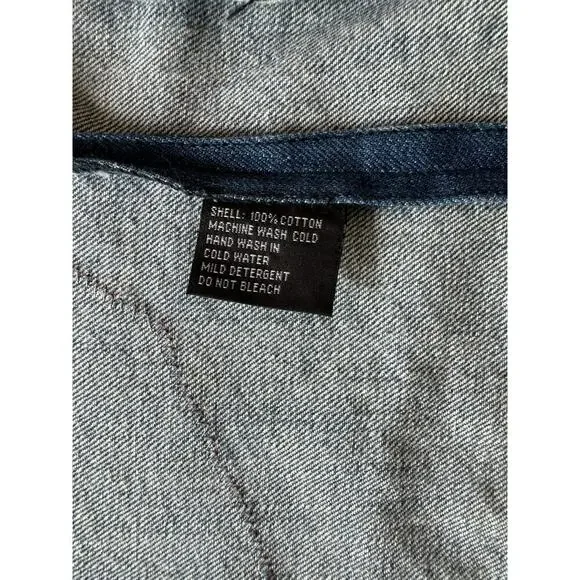 SHELL: 100% COTTON
MACHINE WASH COLD
HAND WASH IN
COLD WATER
MILD DETERGENT
DO NOT BLEACH